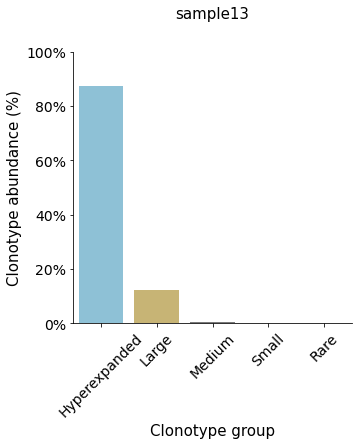 sample13
Clonotype abundance (%)
100%
80%
60%
40%
20%
0%
Hyperexpanded
Large
Medium
Small
Rare
Clonotype group